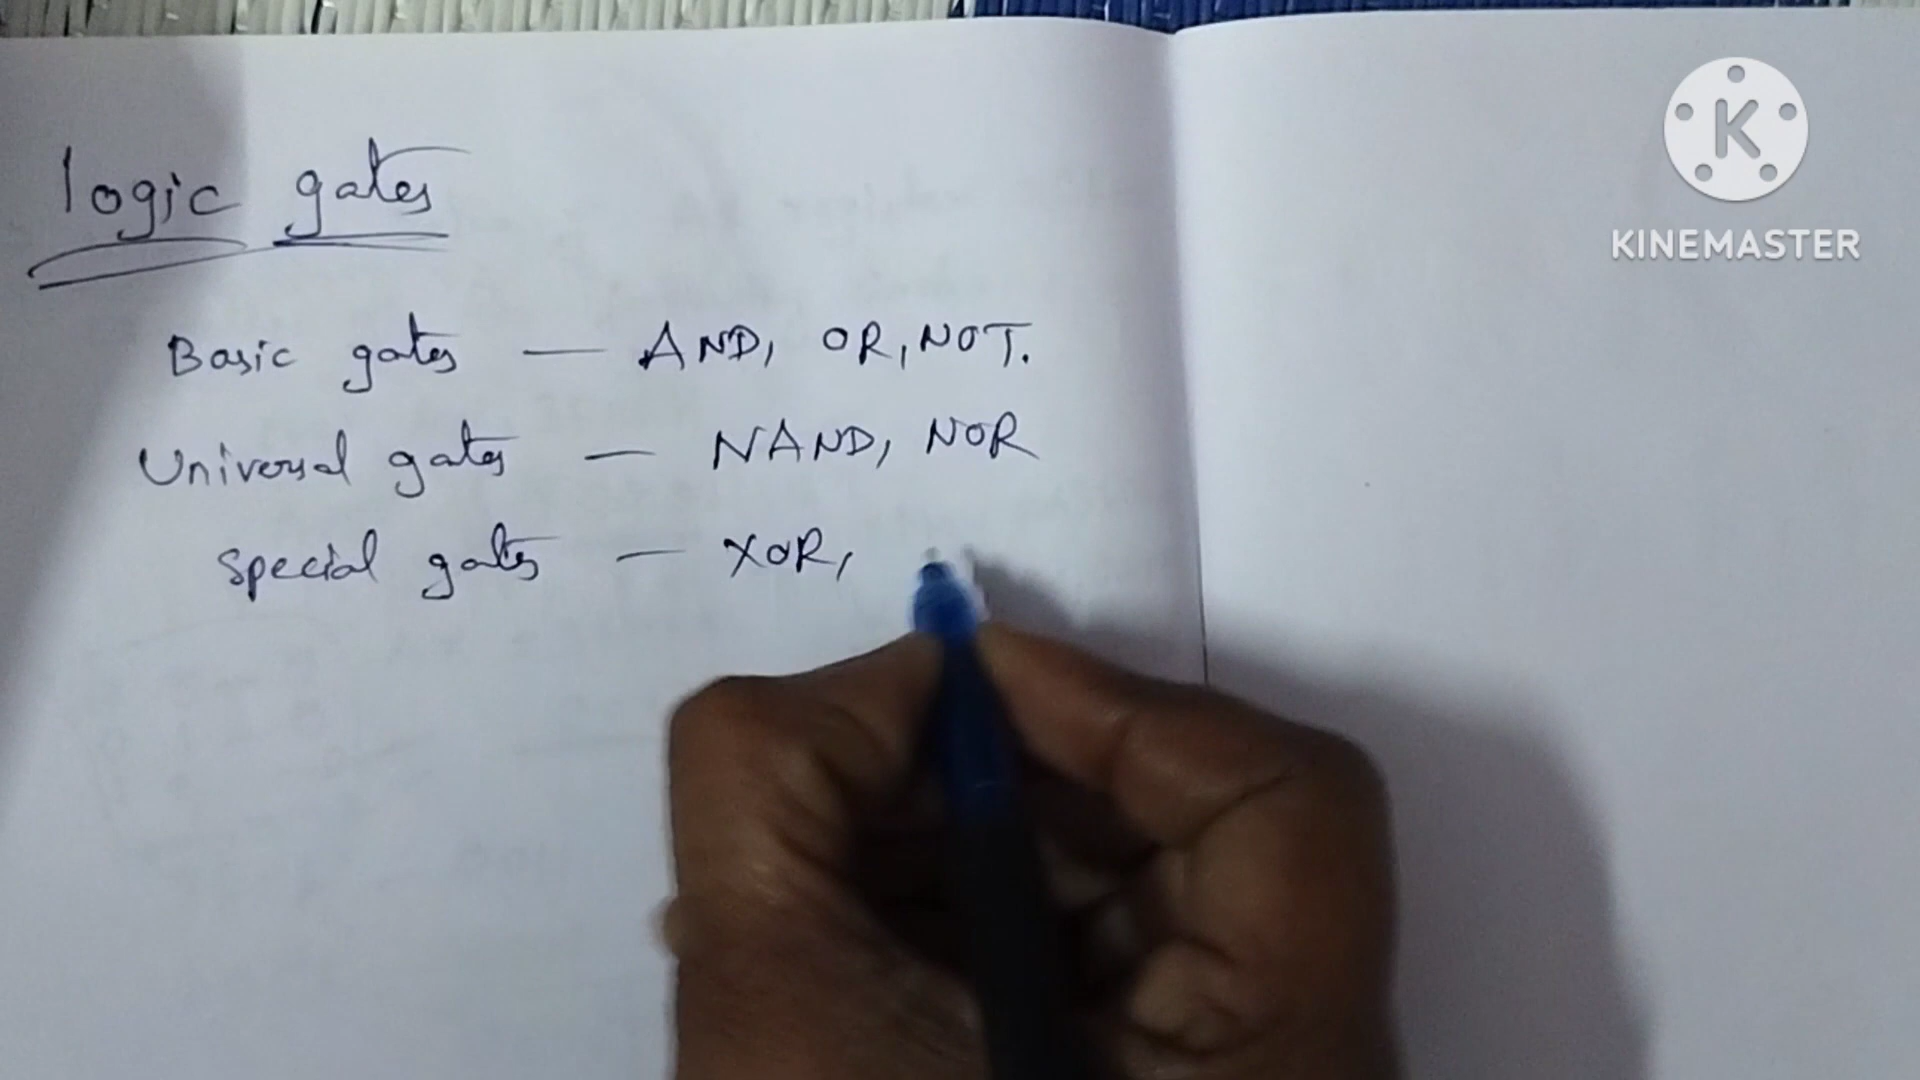 logic gates
Basic gates — AND, OR, NOT.
Universal gates — NAND, NOR
Special gates — XOR,
K
KINEMASTER